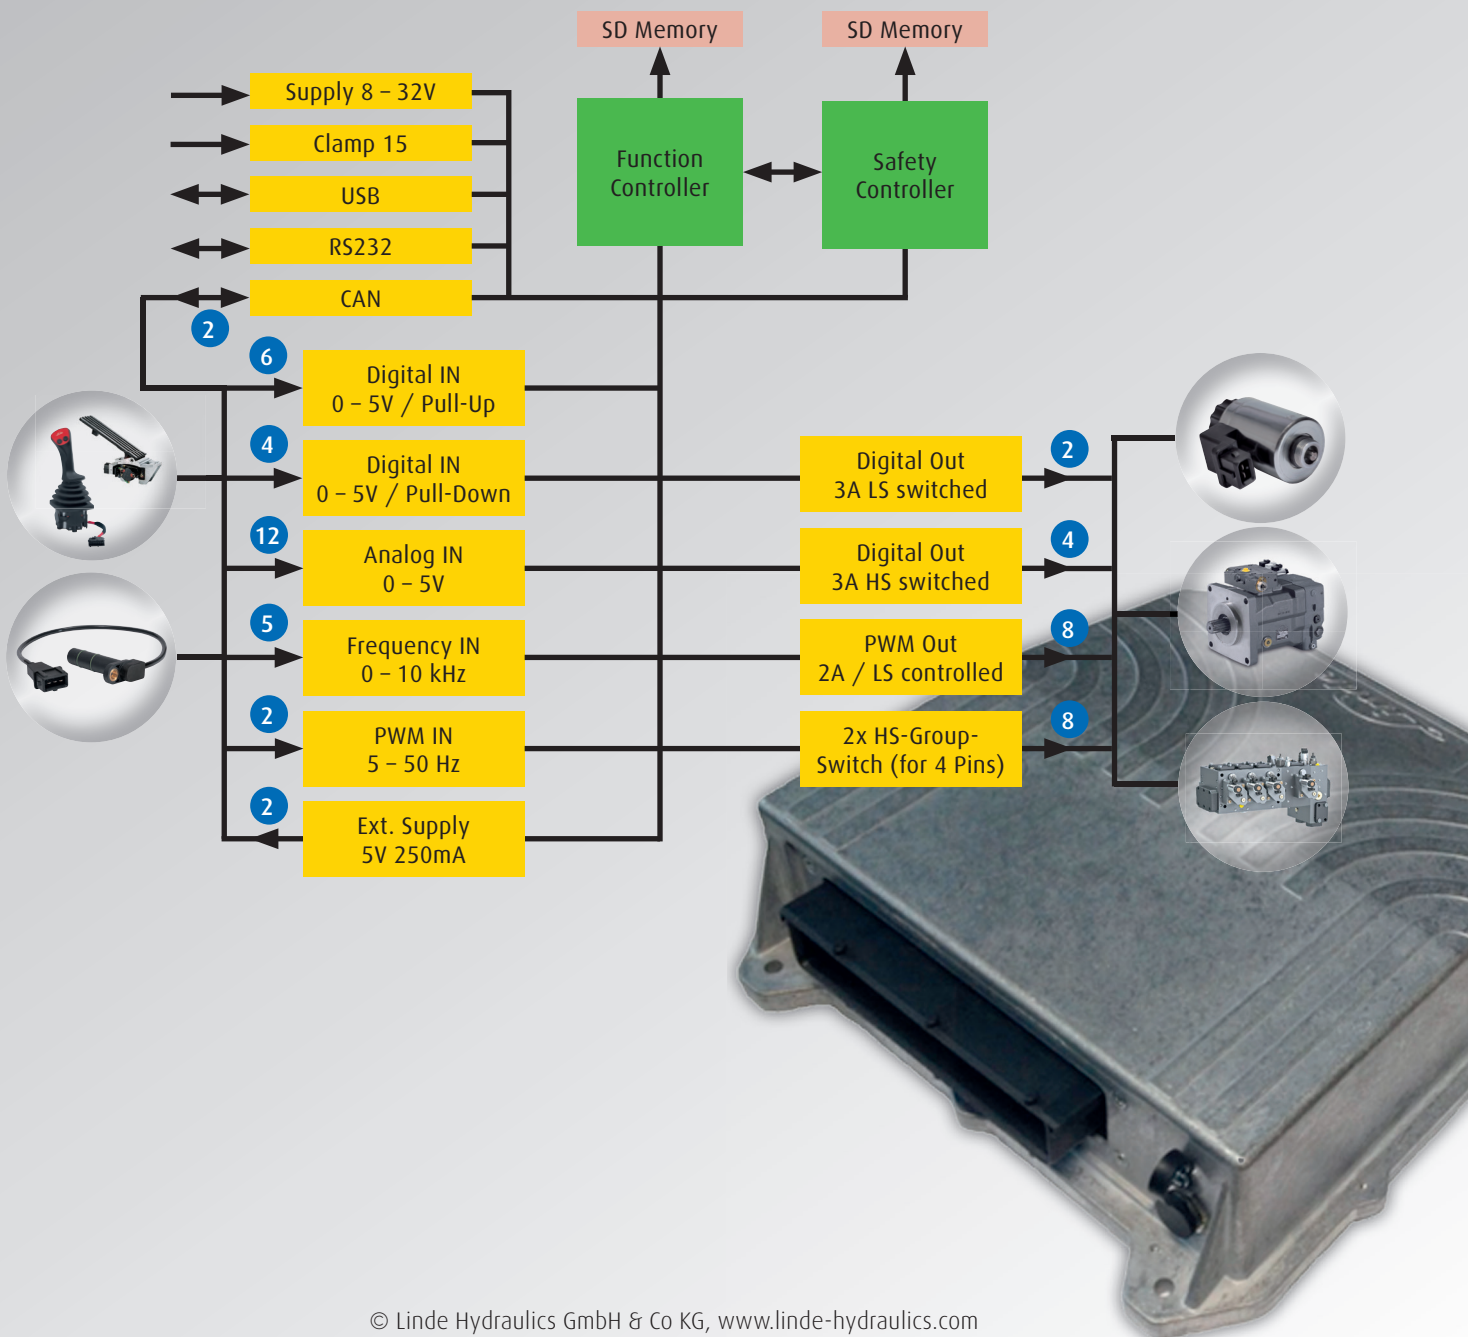 SD Memory
SD Memory
Supply 8 – 32V
Clamp 15
USB
RS232
CAN
2
Function
Controller
Safety
Controller
6
Digital IN
0 – 5V / Pull-Up
4
Digital IN
0 – 5V / Pull-Down
12
Analog IN
0 – 5V
5
Frequency IN
0 – 10 kHz
2
PWM IN
5 – 50 Hz
2
Ext. Supply
5V 250mA
Digital Out
3A LS switched
2
Digital Out
3A HS switched
4
PWM Out
2A / LS controlled
8
2x HS-Group-
Switch (for 4 Pins)
8
© Linde Hydraulics GmbH & Co KG, www.linde-hydraulics.com